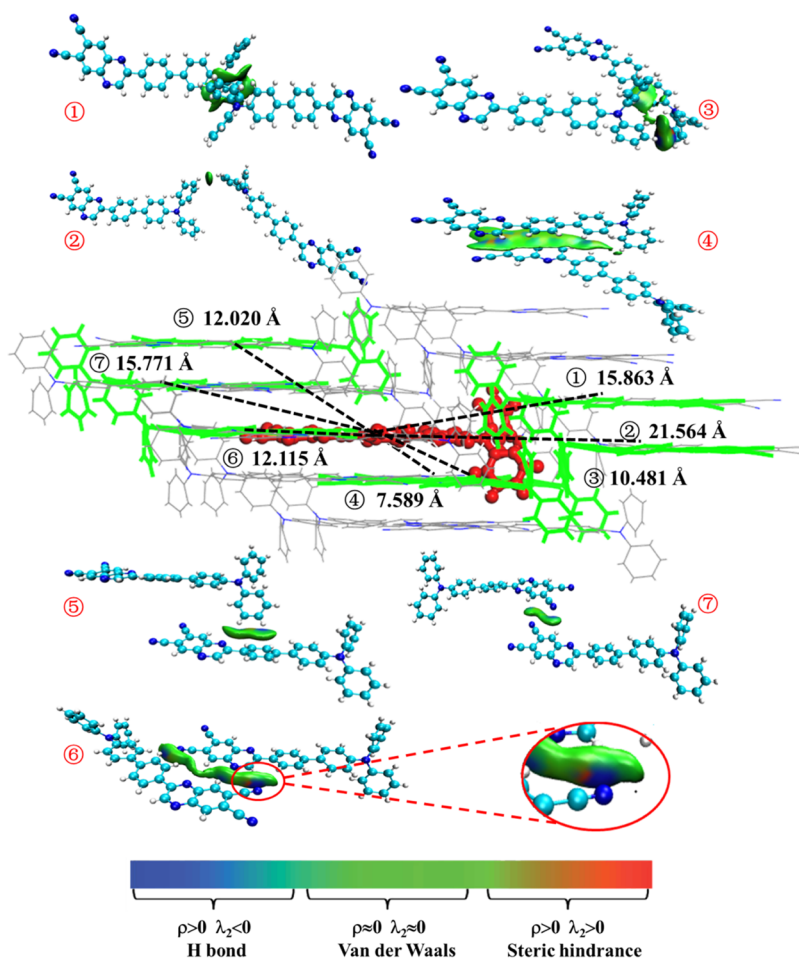 ①
③
②
④
⑤ 12.020 Å
⑦ 15.771 Å
① 15.863 Å
② 21.564 Å
⑥ 12.115 Å
③ 10.481 Å
④ 7.589 Å
⑤
⑦
⑥
ρ>0 λ₂<0 ρ≈0 λ₂≈0 ρ>0 λ₂>0
H bond Van der Waals Steric hindrance